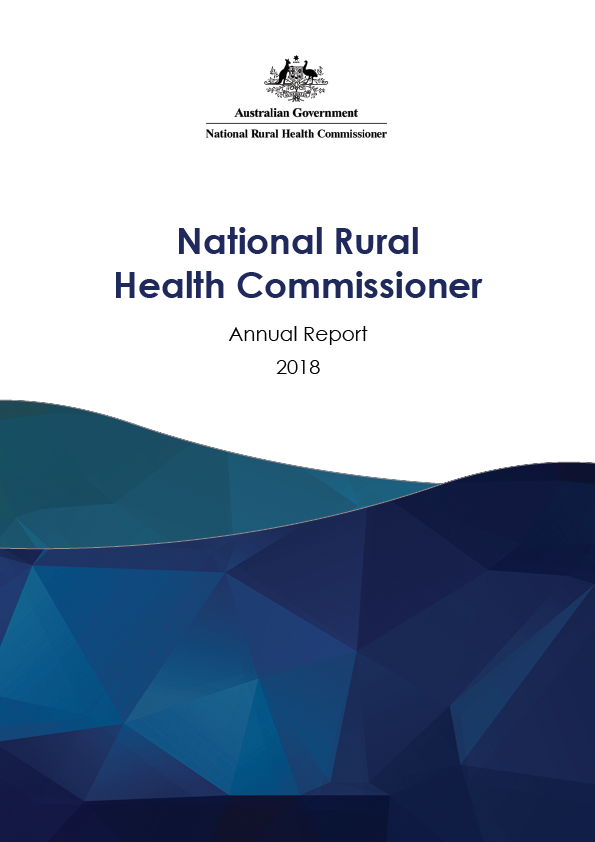 Australian Government
National Rural Health Commissioner
National Rural
Health Commissioner
Annual Report
2018